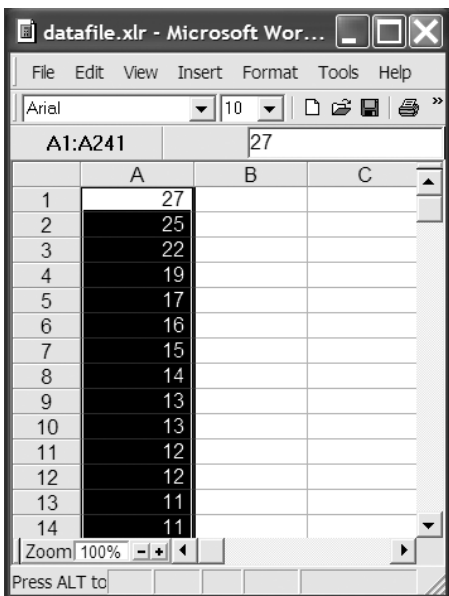 datafile.xlr - Microsoft Wor...
File Edit View Insert Format Tools Help
Arial 10 »
A1:A241 27
A B C
1 27
2 25
3 22
4 19
5 17
6 16
7 15
8 14
9 13
10 13
11 12
12 12
13 11
14 11
Zoom 100% - +
Press ALT to